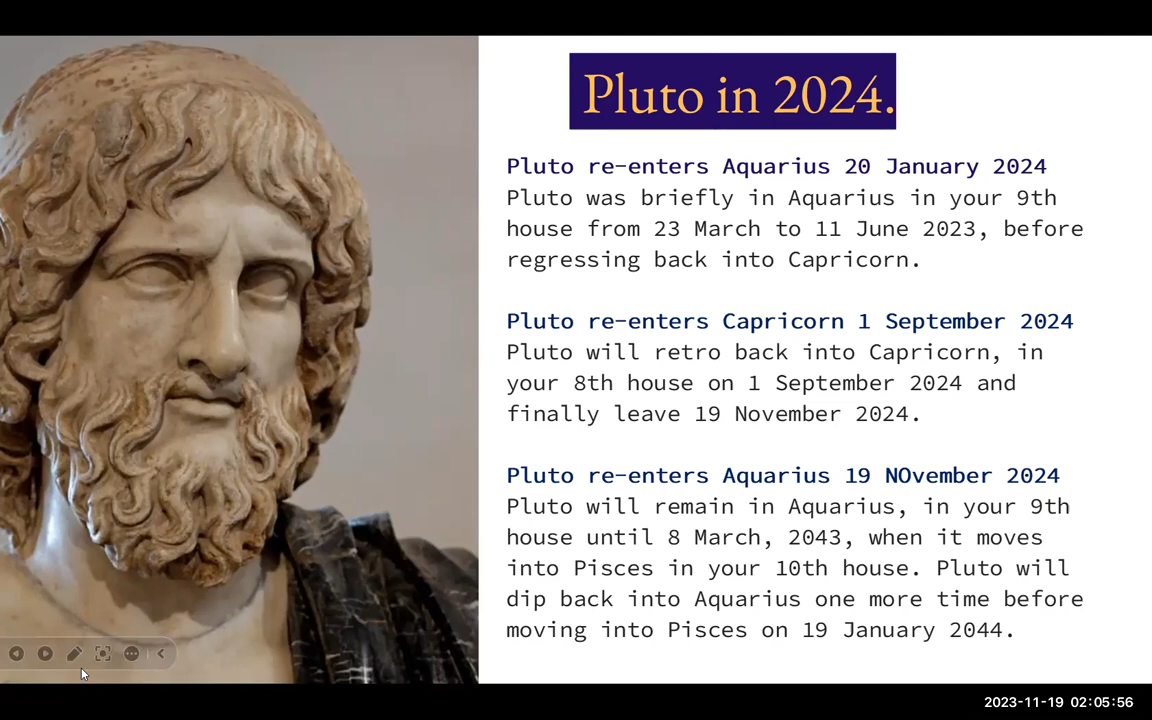 Pluto in 2024.
Pluto re-enters Aquarius 20 January 2024
Pluto was briefly in Aquarius in your 9th
house from 23 March to 11 June 2023, before
regressing back into Capricorn.
Pluto re-enters Capricorn 1 September 2024
Pluto will retro back into Capricorn, in
your 8th house on 1 September 2024 and
finally leave 19 November 2024.
Pluto re-enters Aquarius 19 NOvember 2024
Pluto will remain in Aquarius, in your 9th
house until 8 March, 2043, when it moves
into Pisces in your 10th house. Pluto will
dip back into Aquarius one more time before
moving into Pisces on 19 January 2044.
2023-11-19 02:05:56